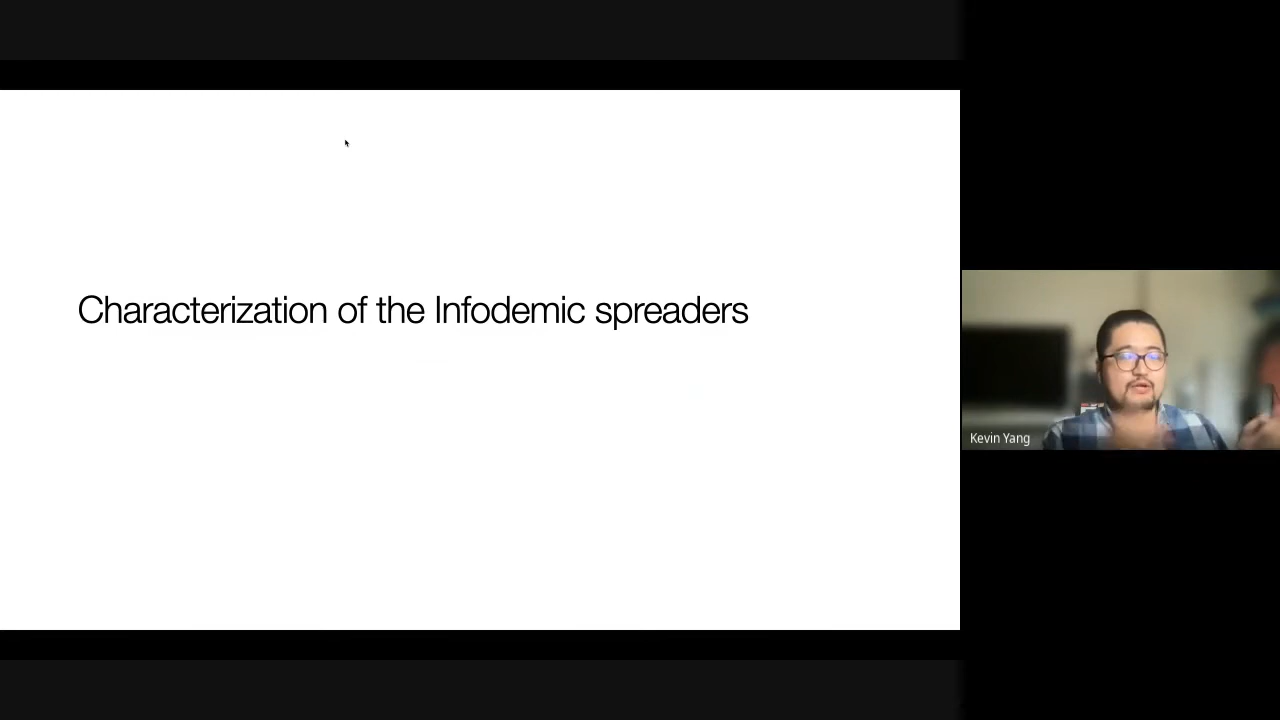 Characterization of the Infodemic spreaders
Kevin Yang